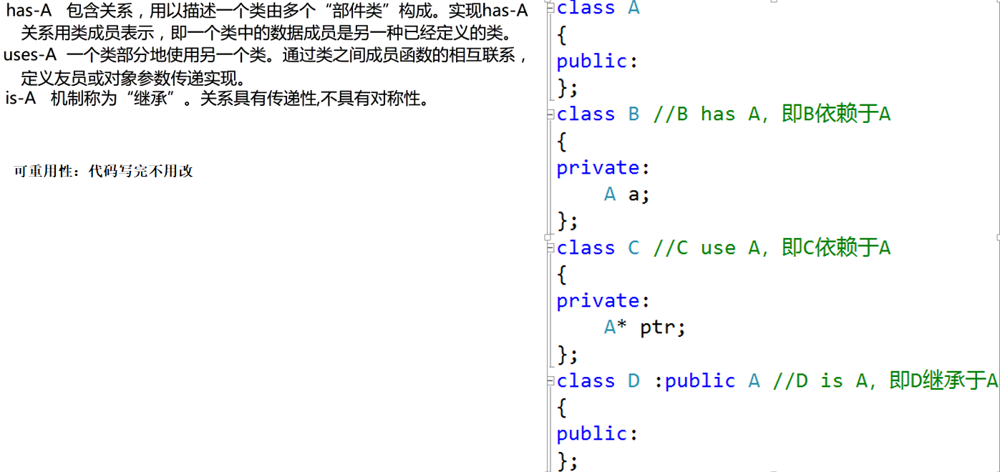 has-A 包含关系，用以描述一个类由多个“部件类”构成。实现has-A
关系用类成员表示，即一个类中的数据成员是另一种已经定义的类。
uses-A 一个类部分地使用另一个类。通过类之间成员函数的相互联系，
定义友员或对象参数传递实现。
is-A 机制称为“继承”。关系具有传递性,不具有对称性。
可重用性：代码写完不用改
class A
{
public:
};
class B //B has A, 即B依赖于A
{
private:
    A a;
};
class C //C use A, 即C依赖于A
{
private:
    A* ptr;
};
class D :public A //D is A, 即D继承于A
{
public:
};